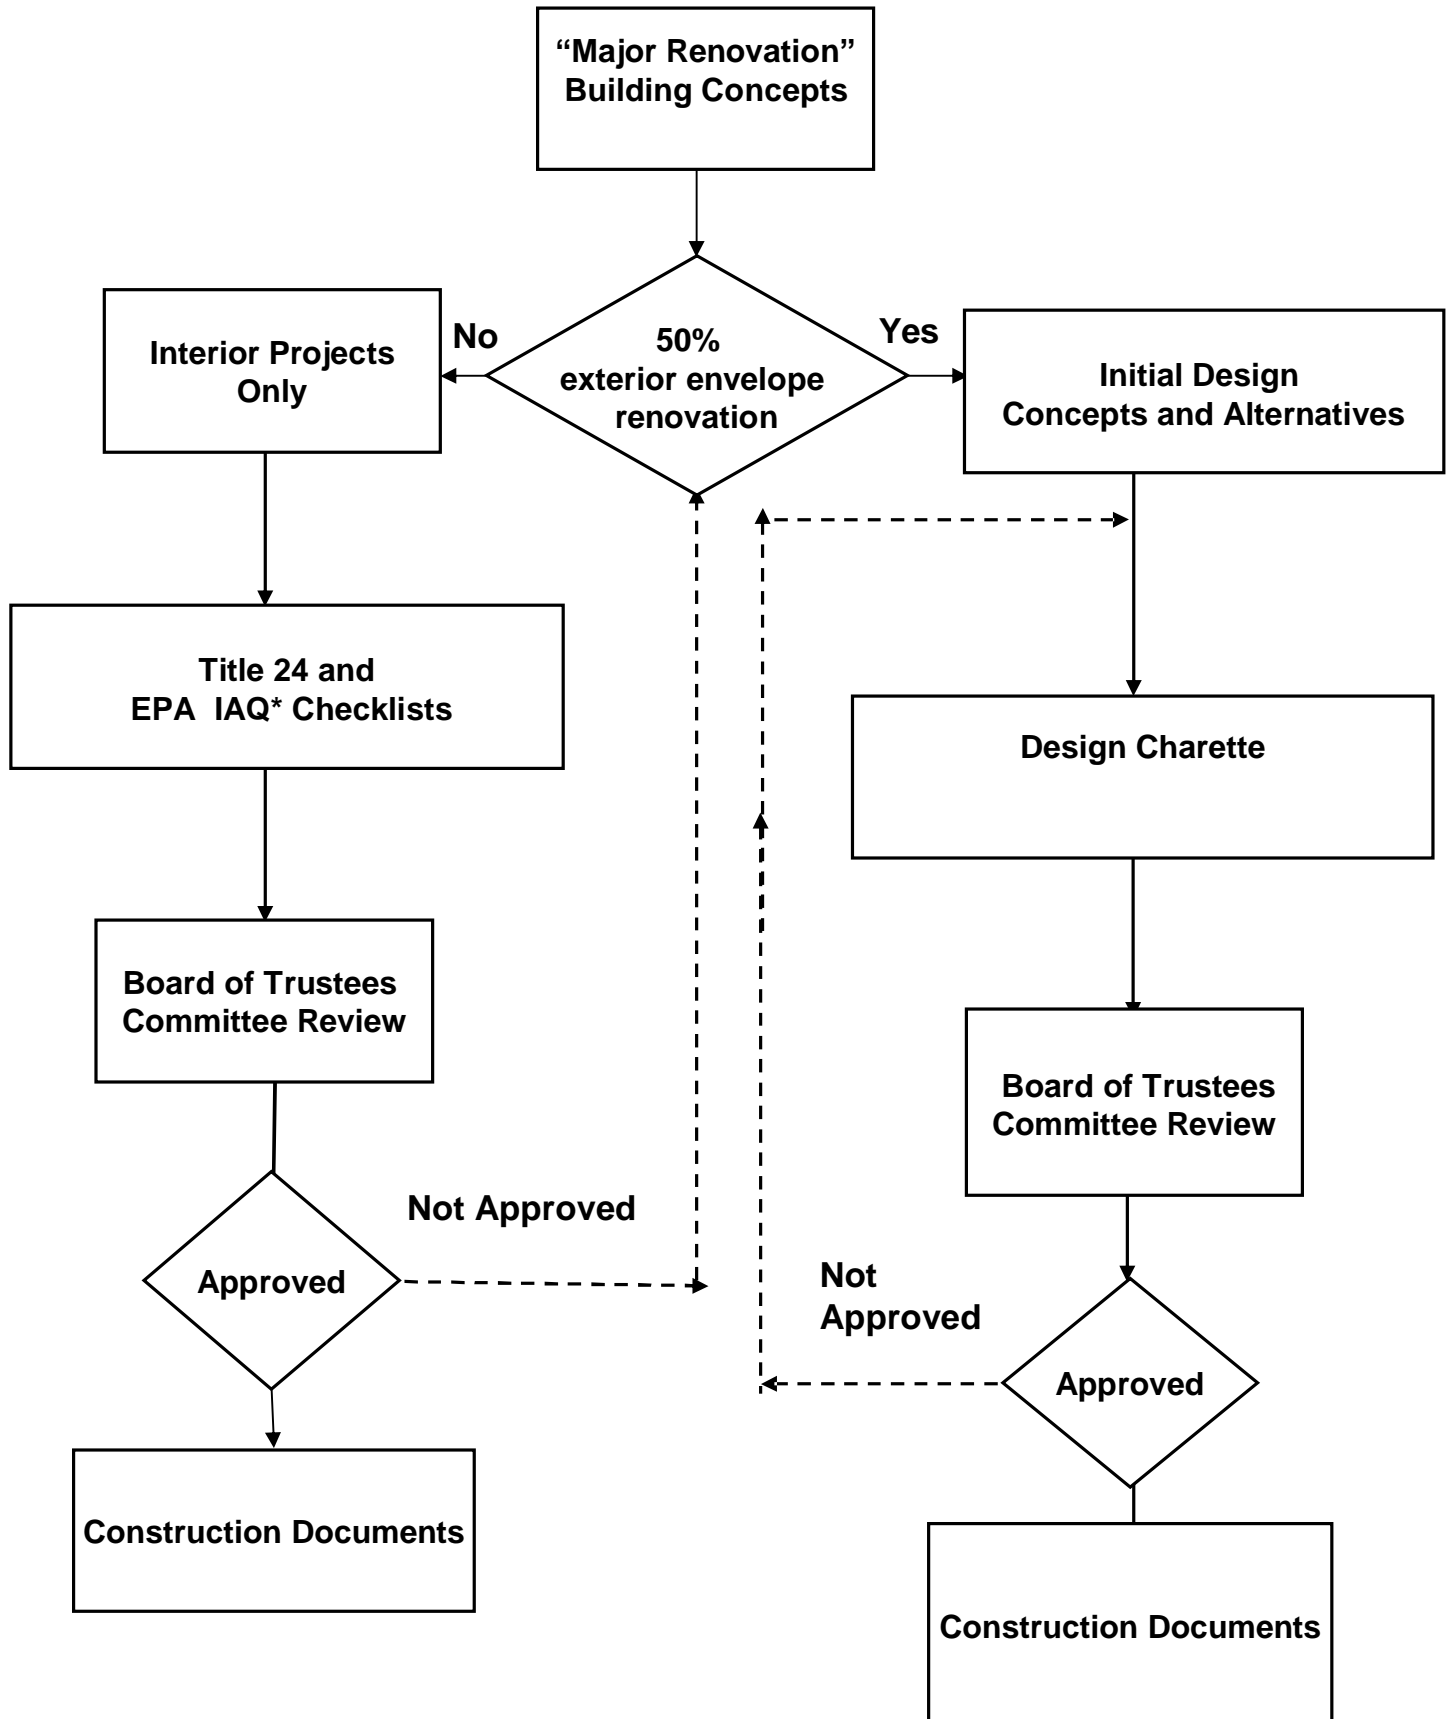 “Major Renovation”
Building Concepts
No
50%
exterior envelope
renovation
Yes
Interior Projects
Only
Initial Design
Concepts and Alternatives
Title 24 and
EPA IAQ* Checklists
Design Charette
Board of Trustees
Committee Review
Board of Trustees
Committee Review
Not Approved
Approved
Not
Approved
Approved
Construction Documents
Construction Documents